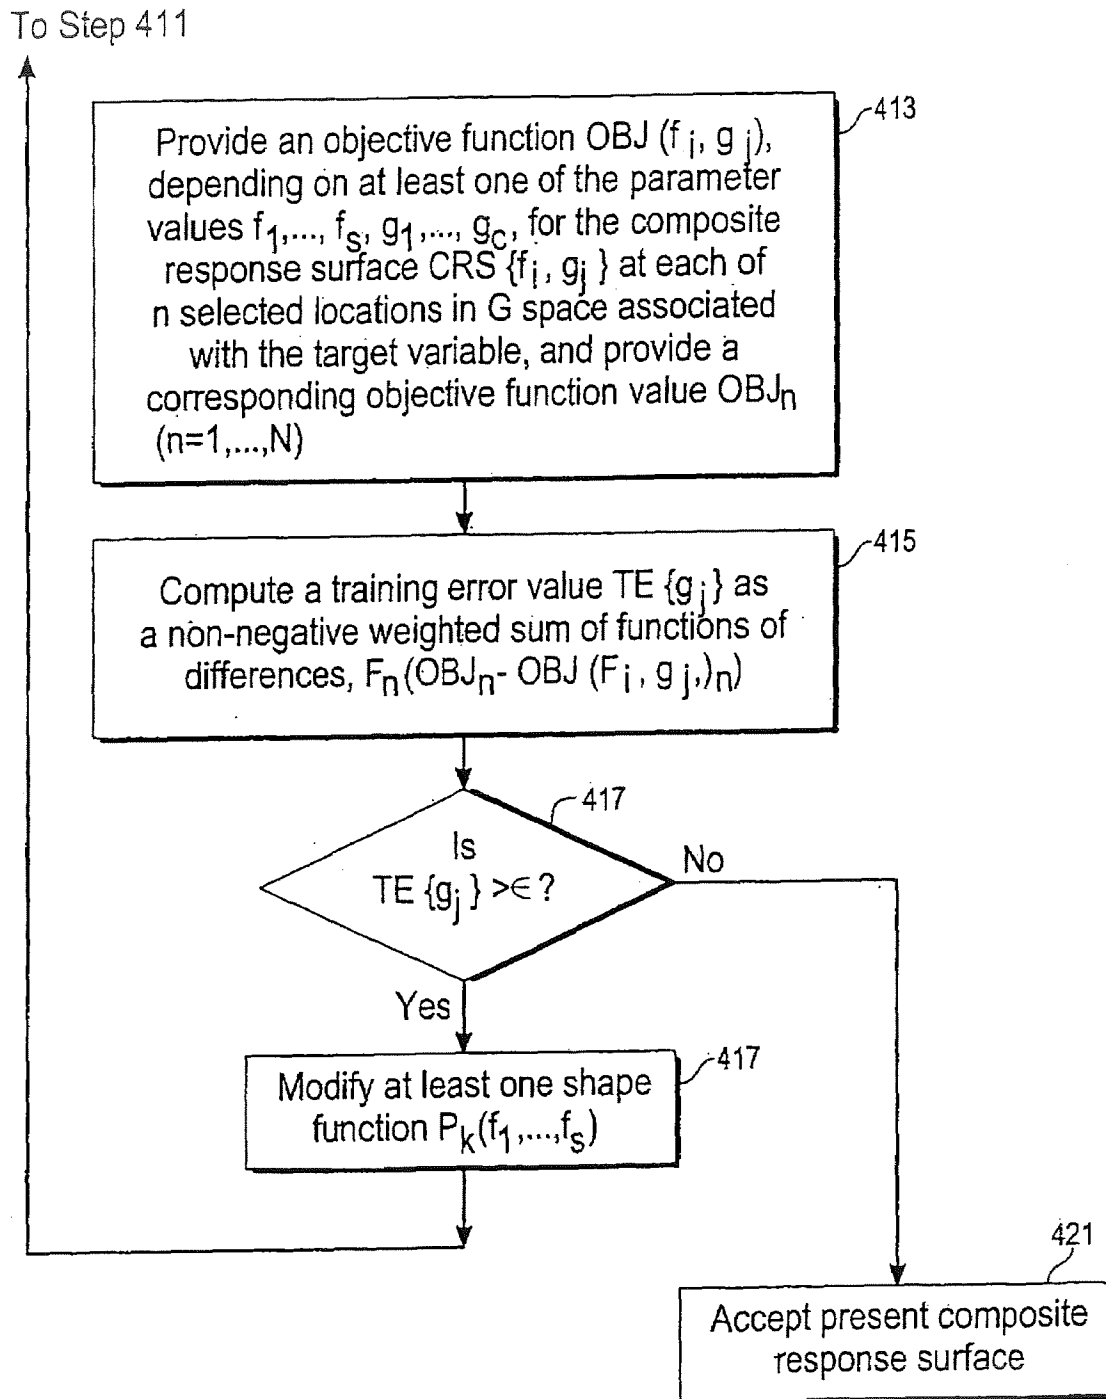 To Step 411
413
Provide an objective function OBJ (f i, g j),
depending on at least one of the parameter
values f1,..., fs, g1,..., gc, for the composite
response surface CRS {fi, gj } at each of
n selected locations in G space associated
with the target variable, and provide a
corresponding objective function value OBJn
(n=1,...,N)
415
Compute a training error value TE {gj} as
a non-negative weighted sum of functions of
differences, Fn(OBJn- OBJ (Fi, gj,)n)
417
Is
TE {gj } >∈ ?
No
Yes
417
Modify at least one shape
function Pk(f1,...,fs)
421
Accept present composite
response surface